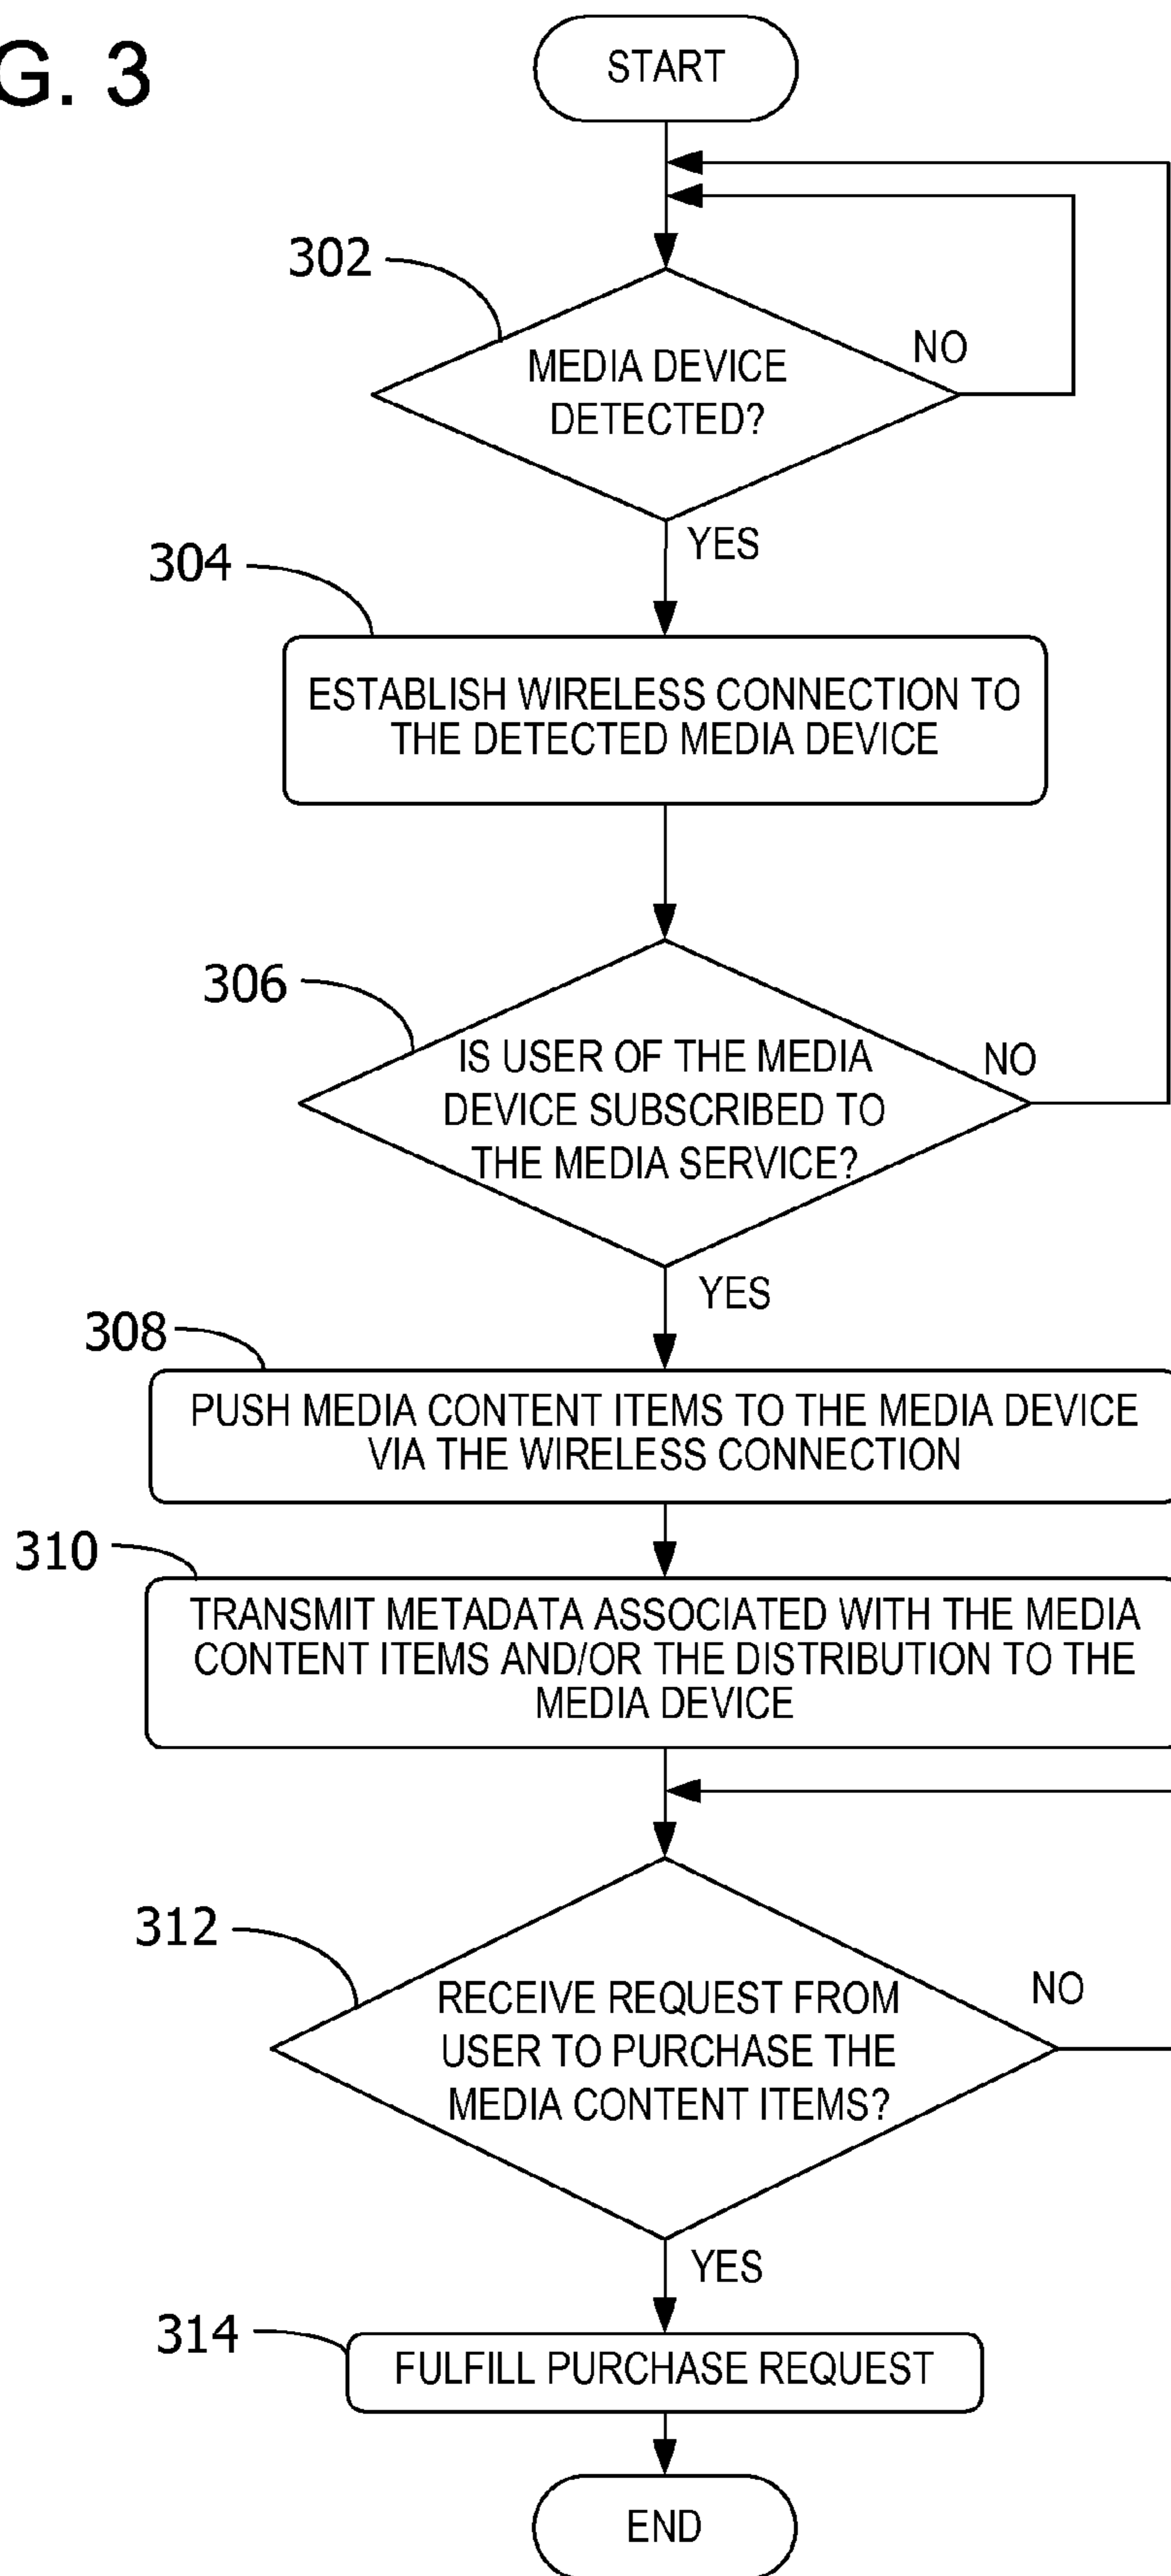 G. 3
START
302
MEDIA DEVICE
DETECTED?
NO
YES
304
ESTABLISH WIRELESS CONNECTION TO
THE DETECTED MEDIA DEVICE
306
IS USER OF THE MEDIA
DEVICE SUBSCRIBED TO
THE MEDIA SERVICE?
NO
YES
308
PUSH MEDIA CONTENT ITEMS TO THE MEDIA DEVICE
VIA THE WIRELESS CONNECTION
310
TRANSMIT METADATA ASSOCIATED WITH THE MEDIA
CONTENT ITEMS AND/OR THE DISTRIBUTION TO THE
MEDIA DEVICE
312
RECEIVE REQUEST FROM
USER TO PURCHASE THE
MEDIA CONTENT ITEMS?
NO
YES
314
FULFILL PURCHASE REQUEST
END